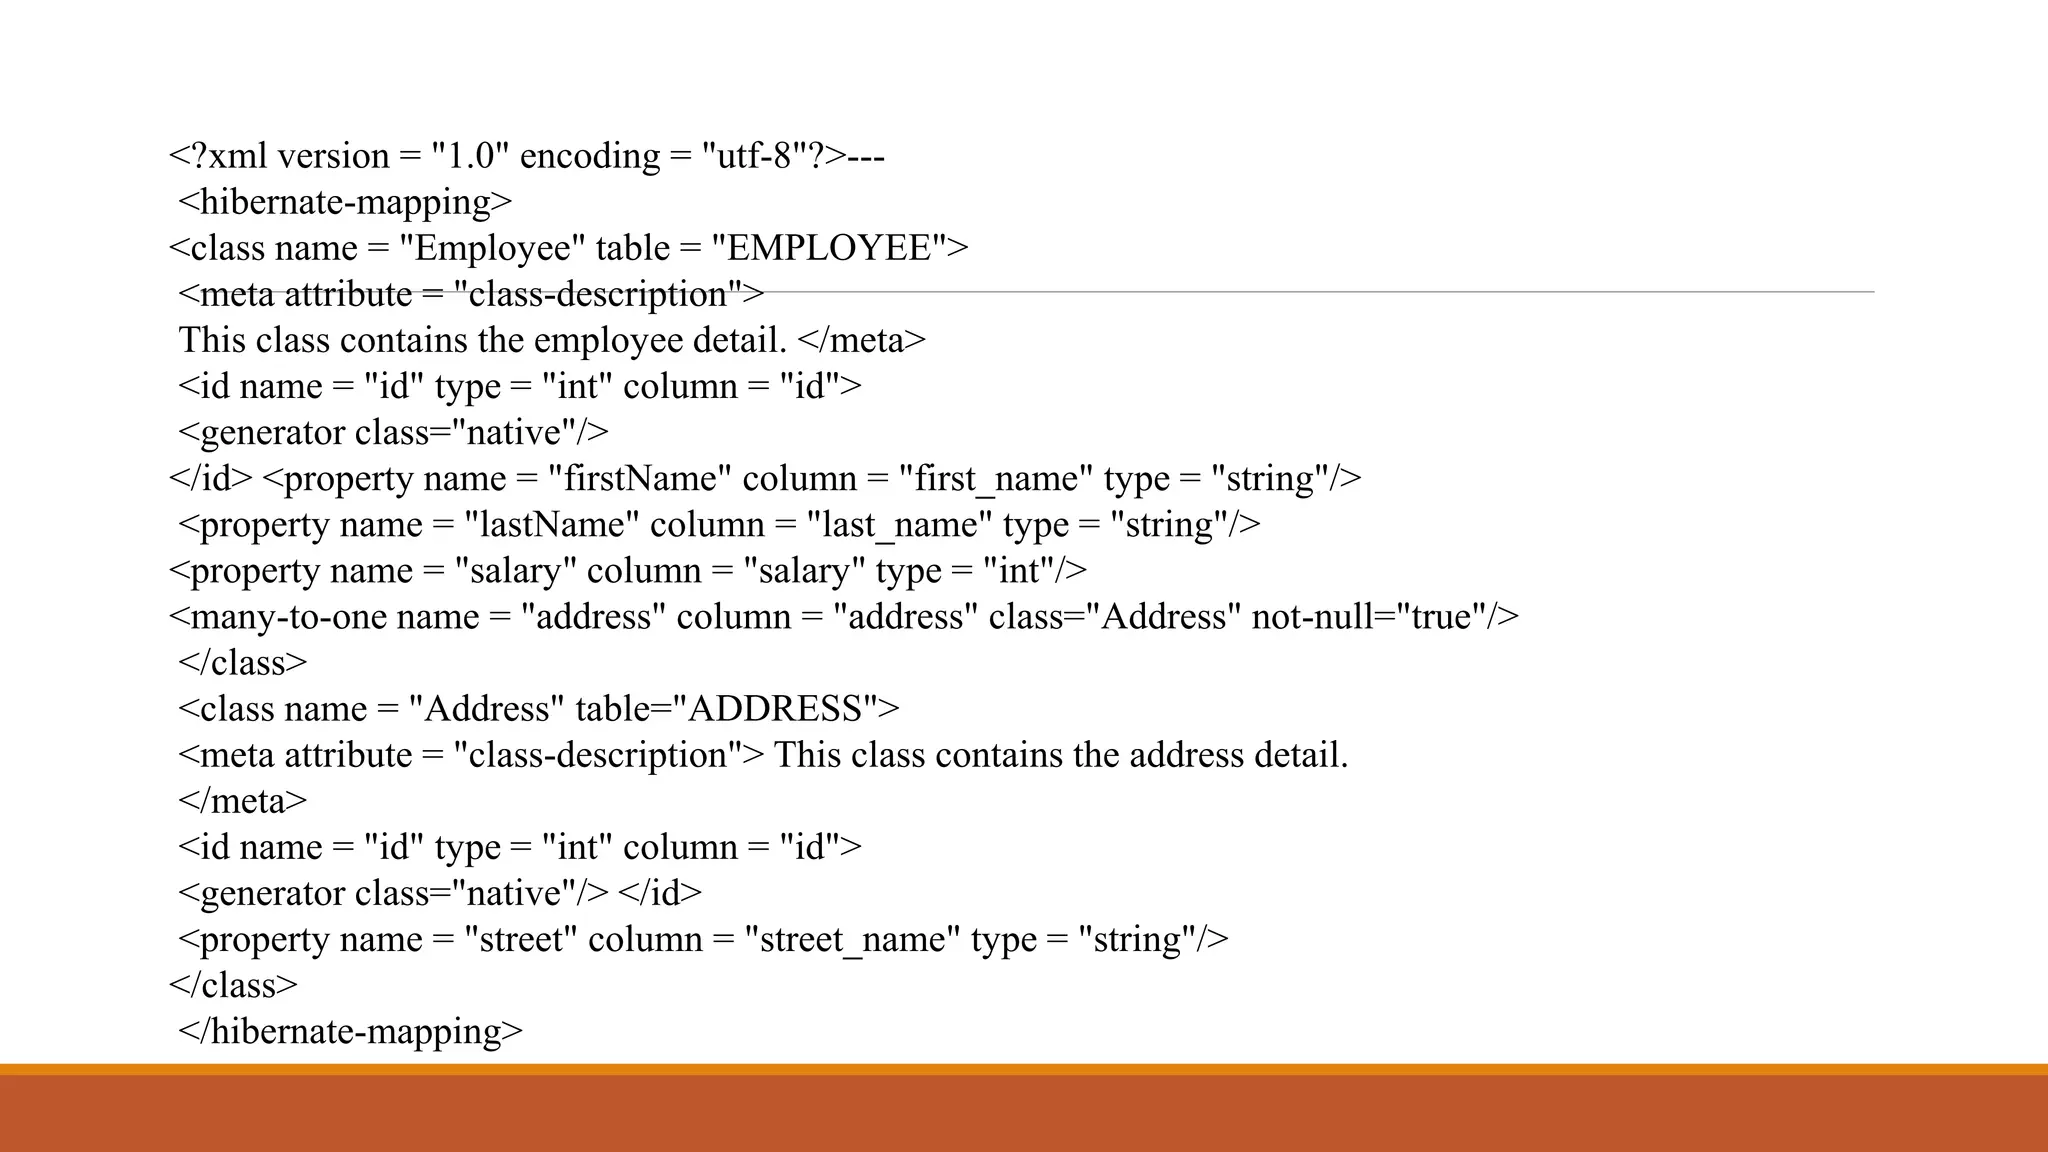 <?xml version = "1.0" encoding = "utf-8"?>---
<hibernate-mapping>
<class name = "Employee" table = "EMPLOYEE">
<meta attribute = "class-description">
This class contains the employee detail. </meta>
<id name = "id" type = "int" column = "id">
<generator class="native"/>
</id> <property name = "firstName" column = "first_name" type = "string"/>
<property name = "lastName" column = "last_name" type = "string"/>
<property name = "salary" column = "salary" type = "int"/>
<many-to-one name = "address" column = "address" class="Address" not-null="true"/>
</class>
<class name = "Address" table="ADDRESS">
<meta attribute = "class-description"> This class contains the address detail.
</meta>
<id name = "id" type = "int" column = "id">
<generator class="native"/> </id>
<property name = "street" column = "street_name" type = "string"/>
</class>
</hibernate-mapping>